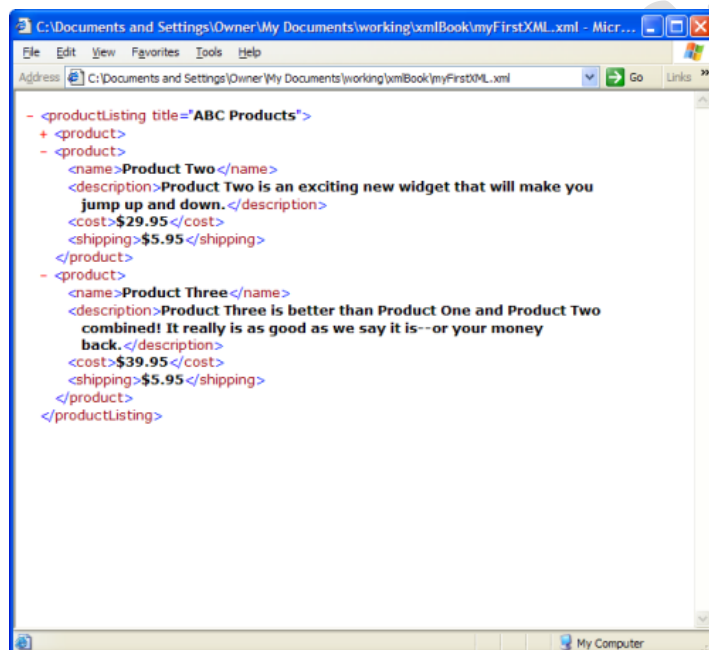 C:\Documents and Settings\Owner\My Documents\working\xmlBook\myFirstXML.xml - Micr...
File Edit View Favorites Tools Help
Address C:\Documents and Settings\Owner\My Documents\working\xmlBook\myFirstXML.xml Go Links »
- <productListing title="ABC Products">
+ <product>
- <product>
<name>Product Two</name>
<description>Product Two is an exciting new widget that will make you
jump up and down.</description>
<cost>$29.95</cost>
<shipping>$5.95</shipping>
</product>
- <product>
<name>Product Three</name>
<description>Product Three is better than Product One and Product Two
combined! It really is as good as we say it is--or your money
back.</description>
<cost>$39.95</cost>
<shipping>$5.95</shipping>
</product>
</productListing>
My Computer